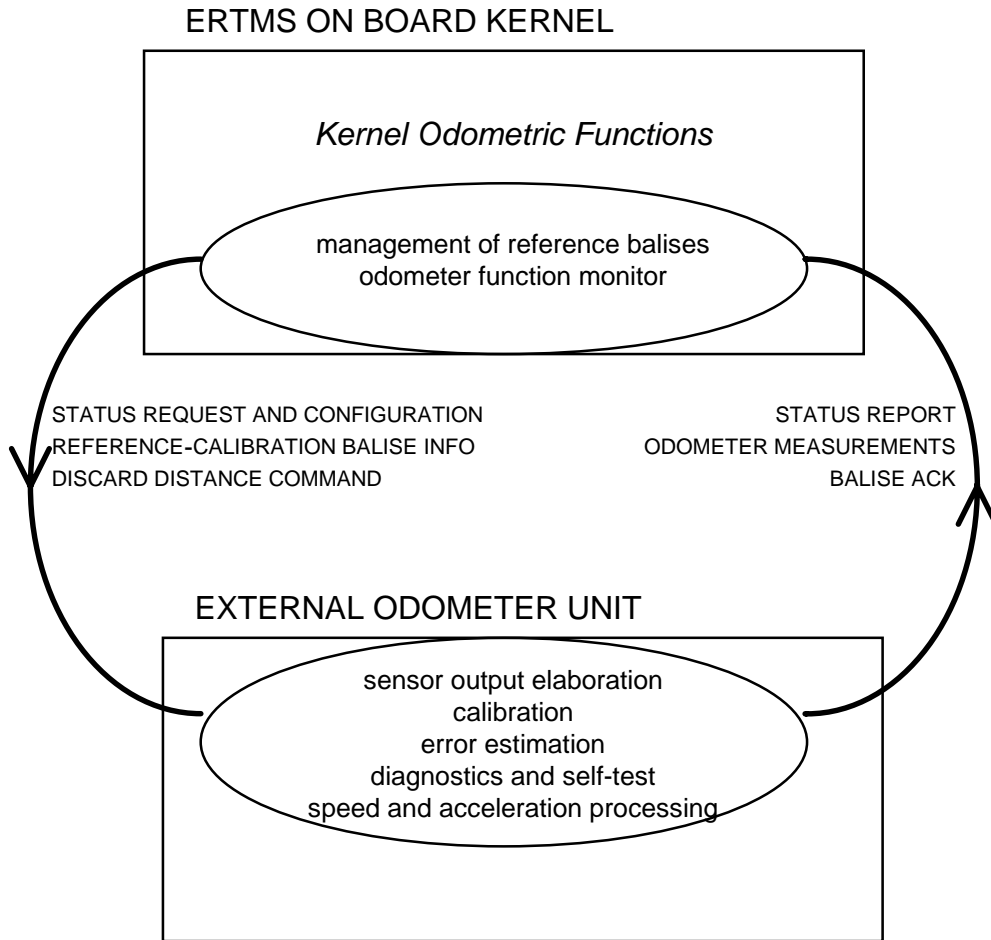 ERTMS ON BOARD KERNEL
Kernel Odometric Functions
management of reference balises
odometer function monitor
STATUS REQUEST AND CONFIGURATION
REFERENCE-CALIBRATION BALISE INFO
DISCARD DISTANCE COMMAND
STATUS REPORT
ODOMETER MEASUREMENTS
BALISE ACK
EXTERNAL ODOMETER UNIT
sensor output elaboration
calibration
error estimation
diagnostics and self-test
speed and acceleration processing